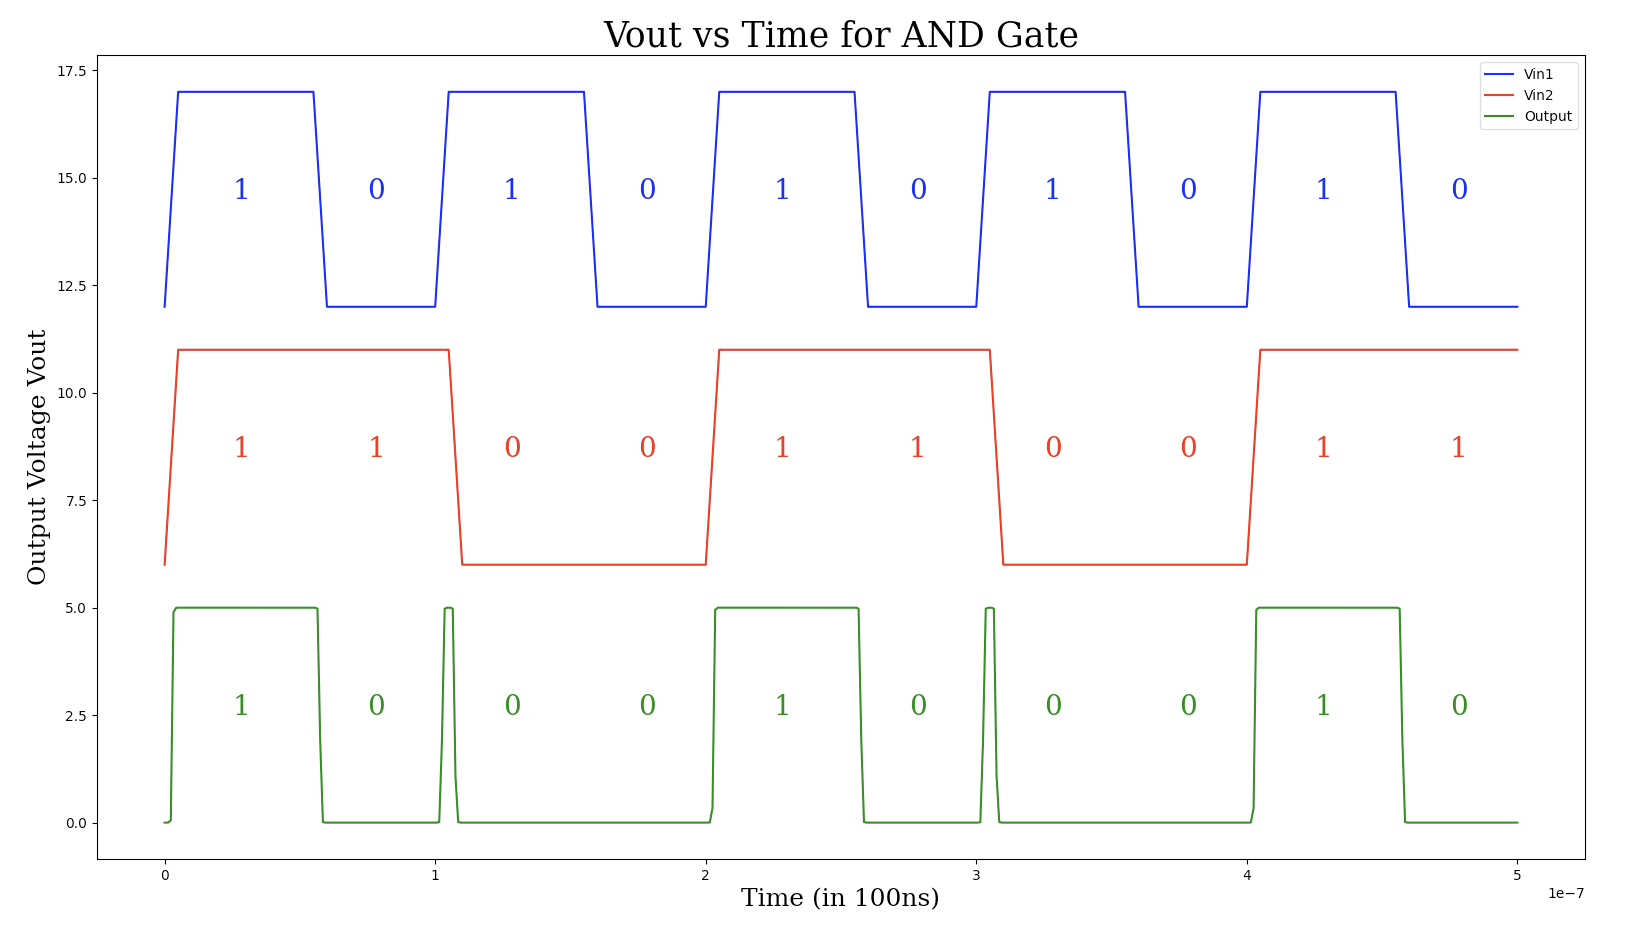 Vout vs Time for AND Gate
Vin1
Vin2
Output
17.5
15.0
12.5
10.0
7.5
5.0
2.5
0.0
Output Voltage Vout
1 0 1 0 1 0 1 0 1 0
1 1 0 0 1 1 0 0 1 1
1 0 0 0 1 0 0 0 1 0
0 1 2 3 4 5
1e−7
Time (in 100ns)